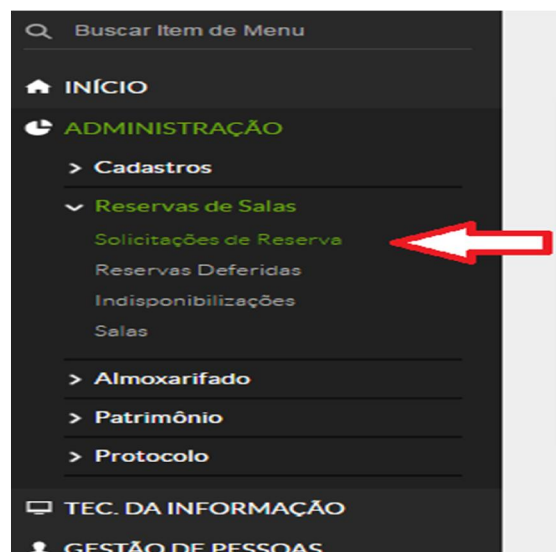 Buscar Item de Menu
INÍCIO
ADMINISTRAÇÃO
> Cadastros
Reservas de Salas
Solicitações de Reserva
Reservas Deferidas
Indisponibilizações
Salas
> Almoxarifado
> Patrimônio
> Protocolo
TEC. DA INFORMAÇÃO
GESTÃO DE PESSOAS